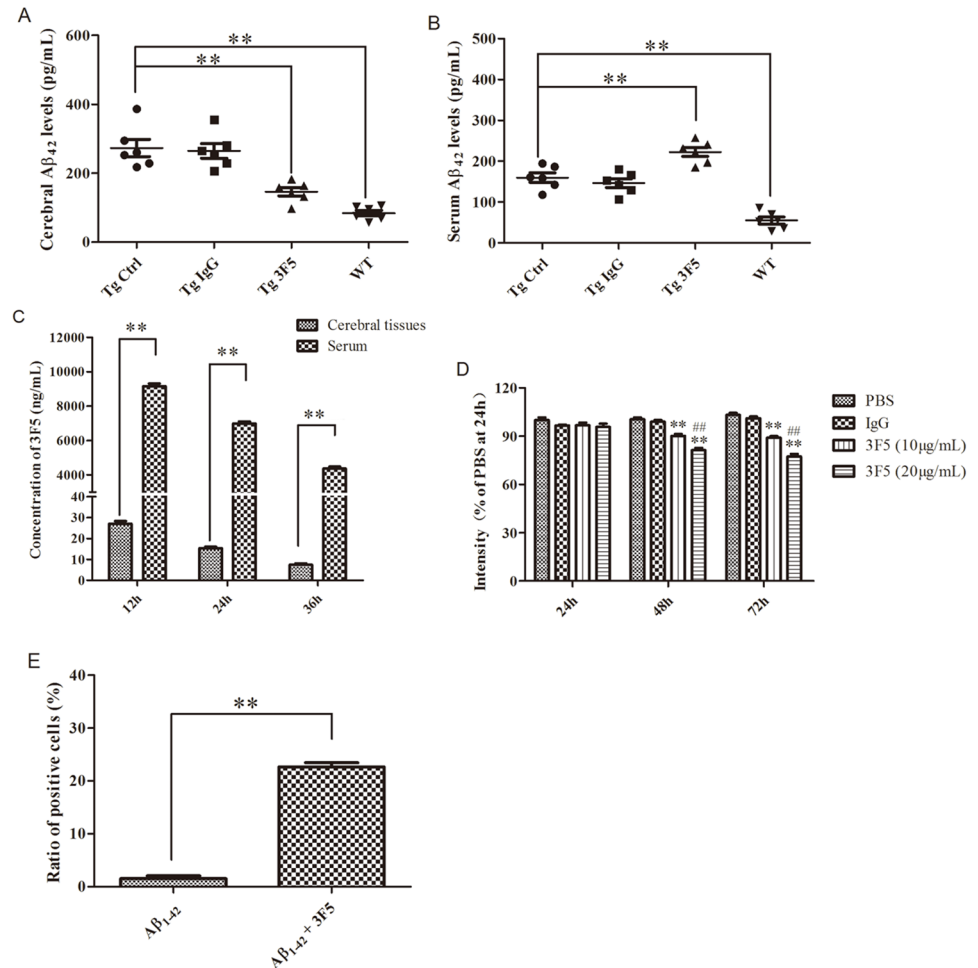 A
Cerebral Aβ42 levels (pg/mL)
600
400
200
0
**
**
Tg Ctrl
Tg IgG
Tg 3F5
WT
B
Serum Aβ42 levels (pg/mL)
500
400
300
200
100
0
**
**
Tg Ctrl
Tg IgG
Tg 3F5
WT
C
Concentration of 3F5 (ng/mL)
12000
10000
8000
6000
4000
40
30
20
10
0
**
**
**
Cerebral tissues
Serum
12h
24h
36h
D
Intensity (% of PBS at 24h)
120
90
60
30
0
**
##
**
**
##
**
PBS
IgG
3F5 (10μg/mL)
3F5 (20μg/mL)
24h
48h
72h
E
Ratio of positive cells (%)
40
30
20
10
0
**
Aβ1-42
Aβ1-42 + 3F5